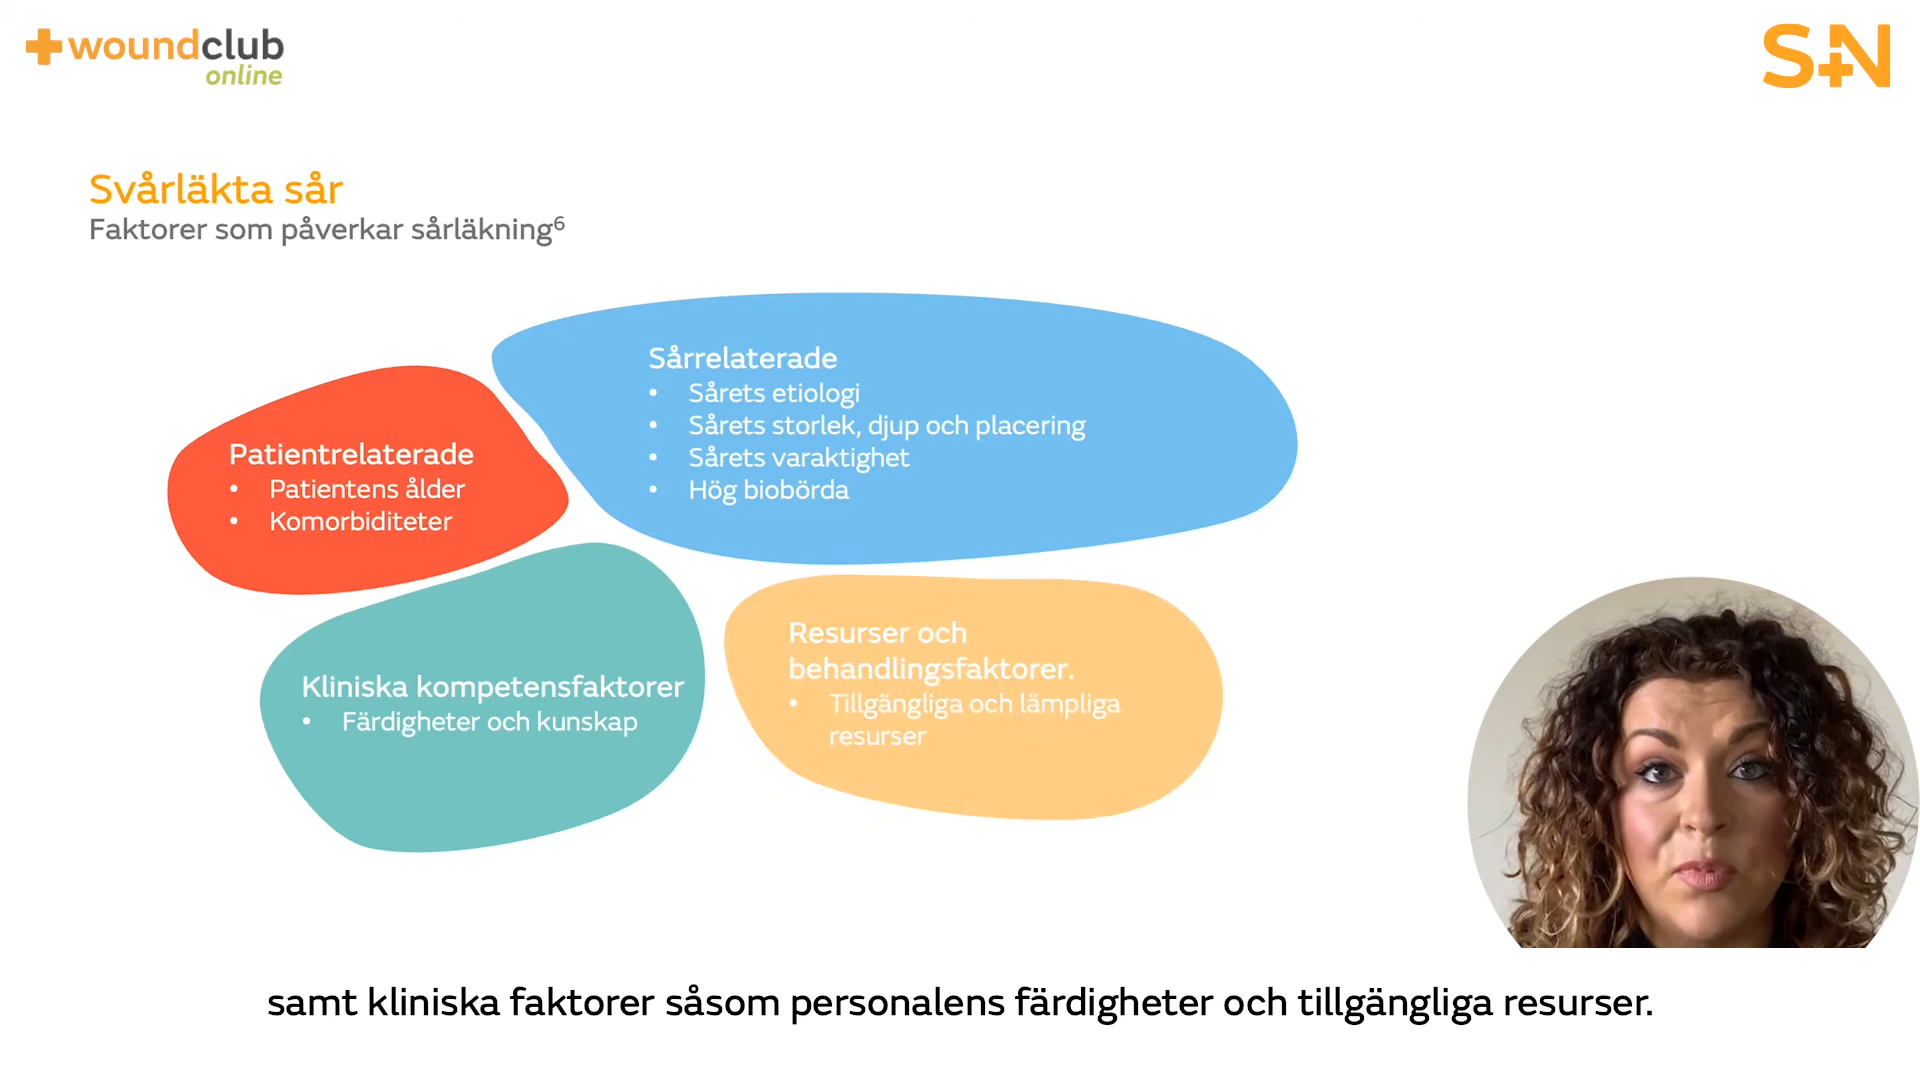 woundclub
online
S+N
Svårläkta sår
Faktorer som påverkar sårläkning⁶
Sårrelaterade
• Sårets etiologi
• Sårets storlek, djup och placering
• Sårets varaktighet
• Hög biobörda
Patientrelaterade
• Patientens ålder
• Komorbiditeter
Kliniska kompetensfaktorer
• Färdigheter och kunskap
Resurser och
behandlingsfaktorer.
• Tillgängliga och lämpliga
resurser
samt kliniska faktorer såsom personalens färdigheter och tillgängliga resurser.